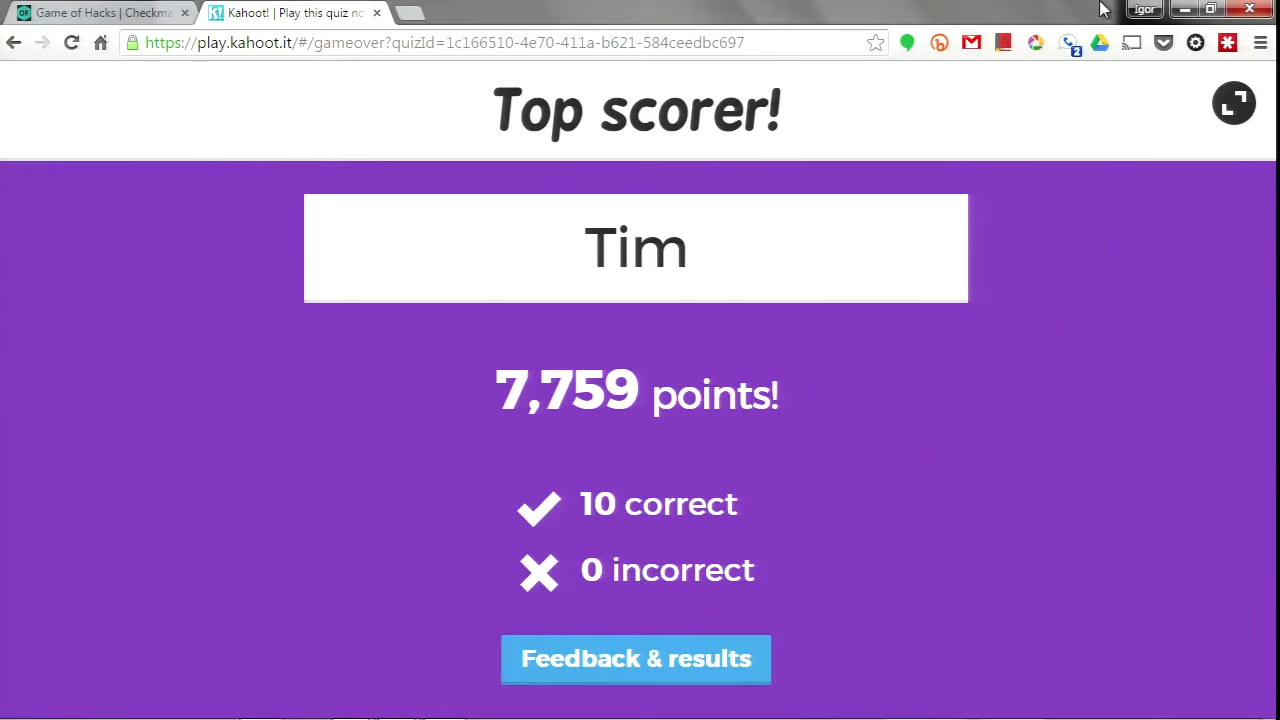 Game of Hacks | Checkma
Kahoot! | Play this quiz no
Igor
https://play.kahoot.it/#/gameover?quizId=1c166510-4e70-411a-b621-584ceedbc697
2
Top scorer!
Tim
7,759 points!
10 correct
0 incorrect
Feedback & results